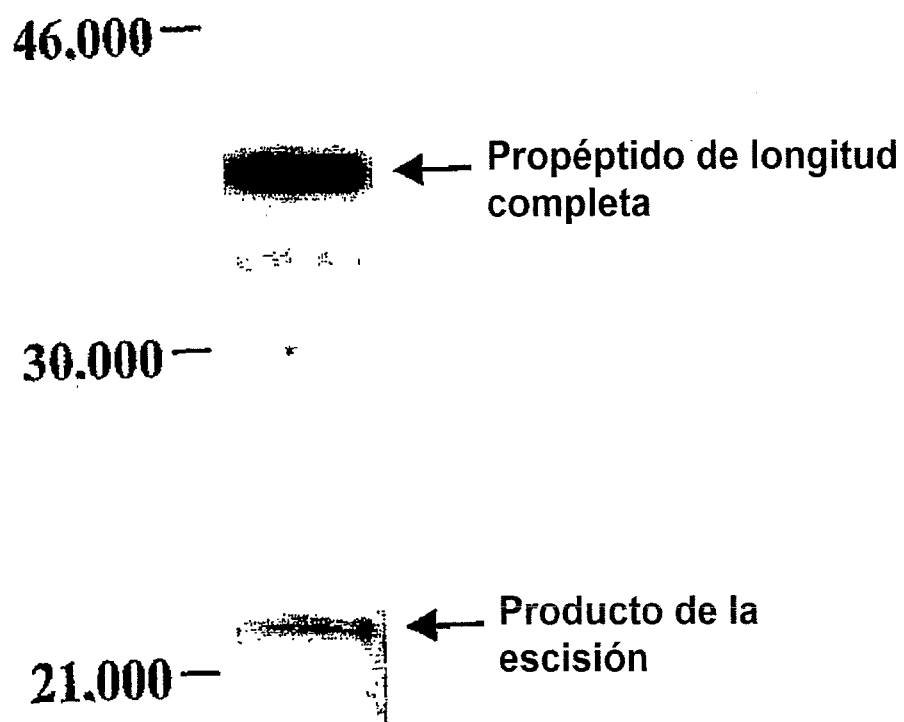 46.000
Propéptido de longitud
completa
30.000
Producto de la
escisión
21.000